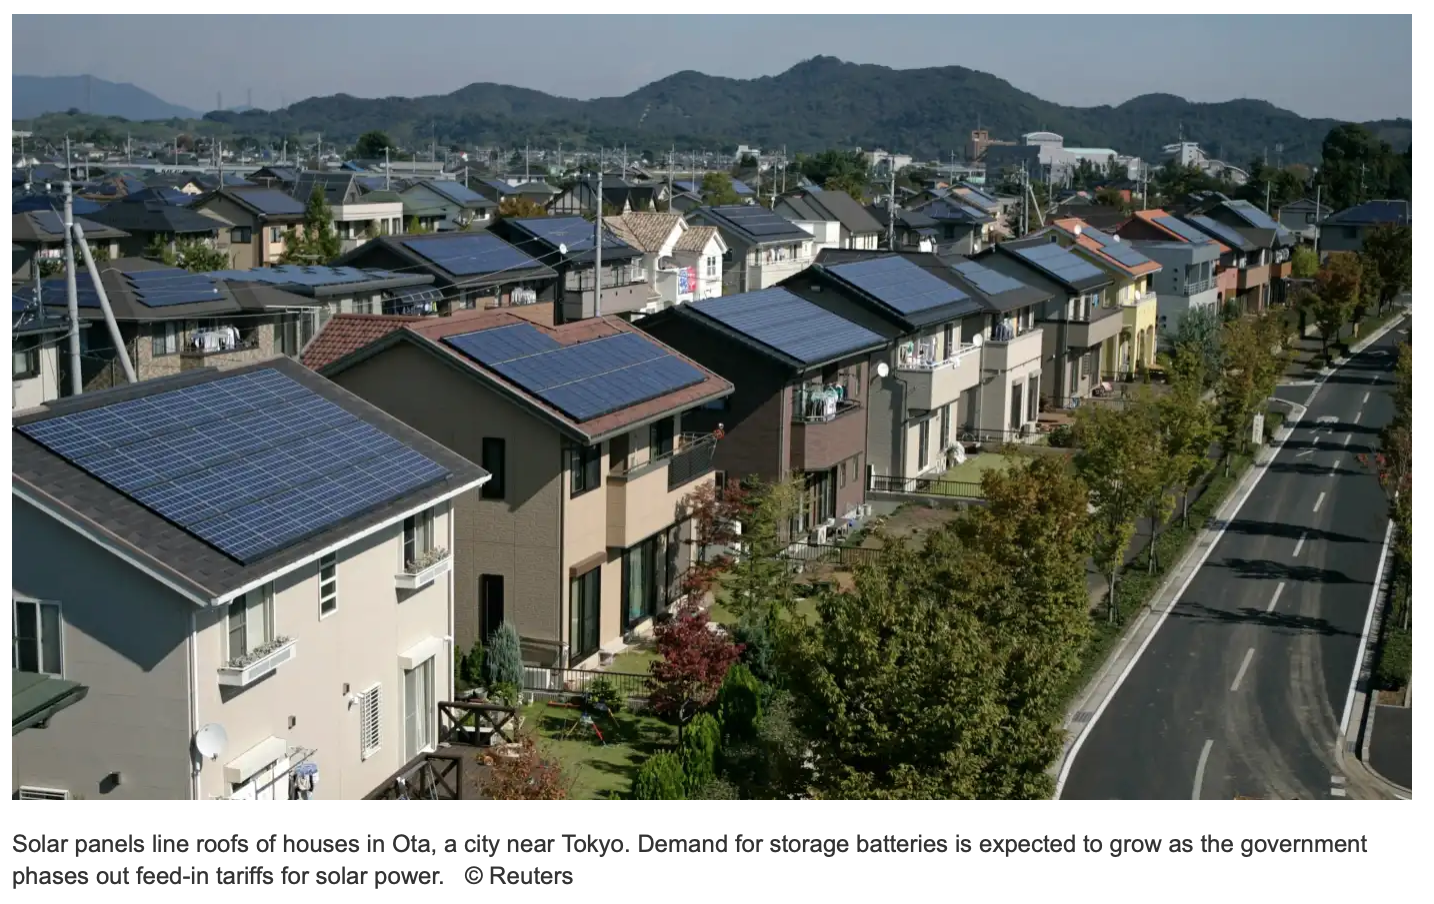 Solar panels line roofs of houses in Ota, a city near Tokyo. Demand for storage batteries is expected to grow as the government
phases out feed-in tariffs for solar power.   © Reuters